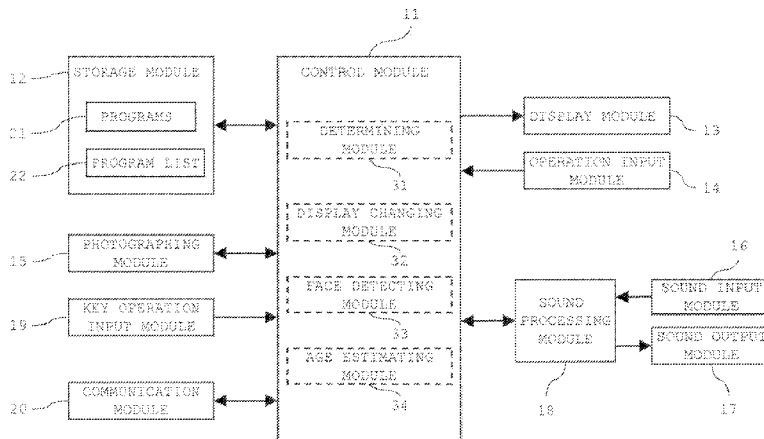 11
12
STORAGE MODULE
21
PROGRAMS
22
PROGRAM LIST
15
PHOTOGRAPHING
MODULE
19
KEY OPERATION
INPUT MODULE
20
COMMUNICATION
MODULE
CONTROL MODULE
DETERMINING
MODULE
31
DISPLAY CHANGING
MODULE
32
FACE DETECTING
MODULE
33
AGE ESTIMATING
MODULE
34
DISPLAY MODULE
13
OPERATION INPUT
MODULE
14
SOUND
PROCESSING
MODULE
18
16
SOUND INPUT
MODULE
SOUND OUTPUT
MODULE
17